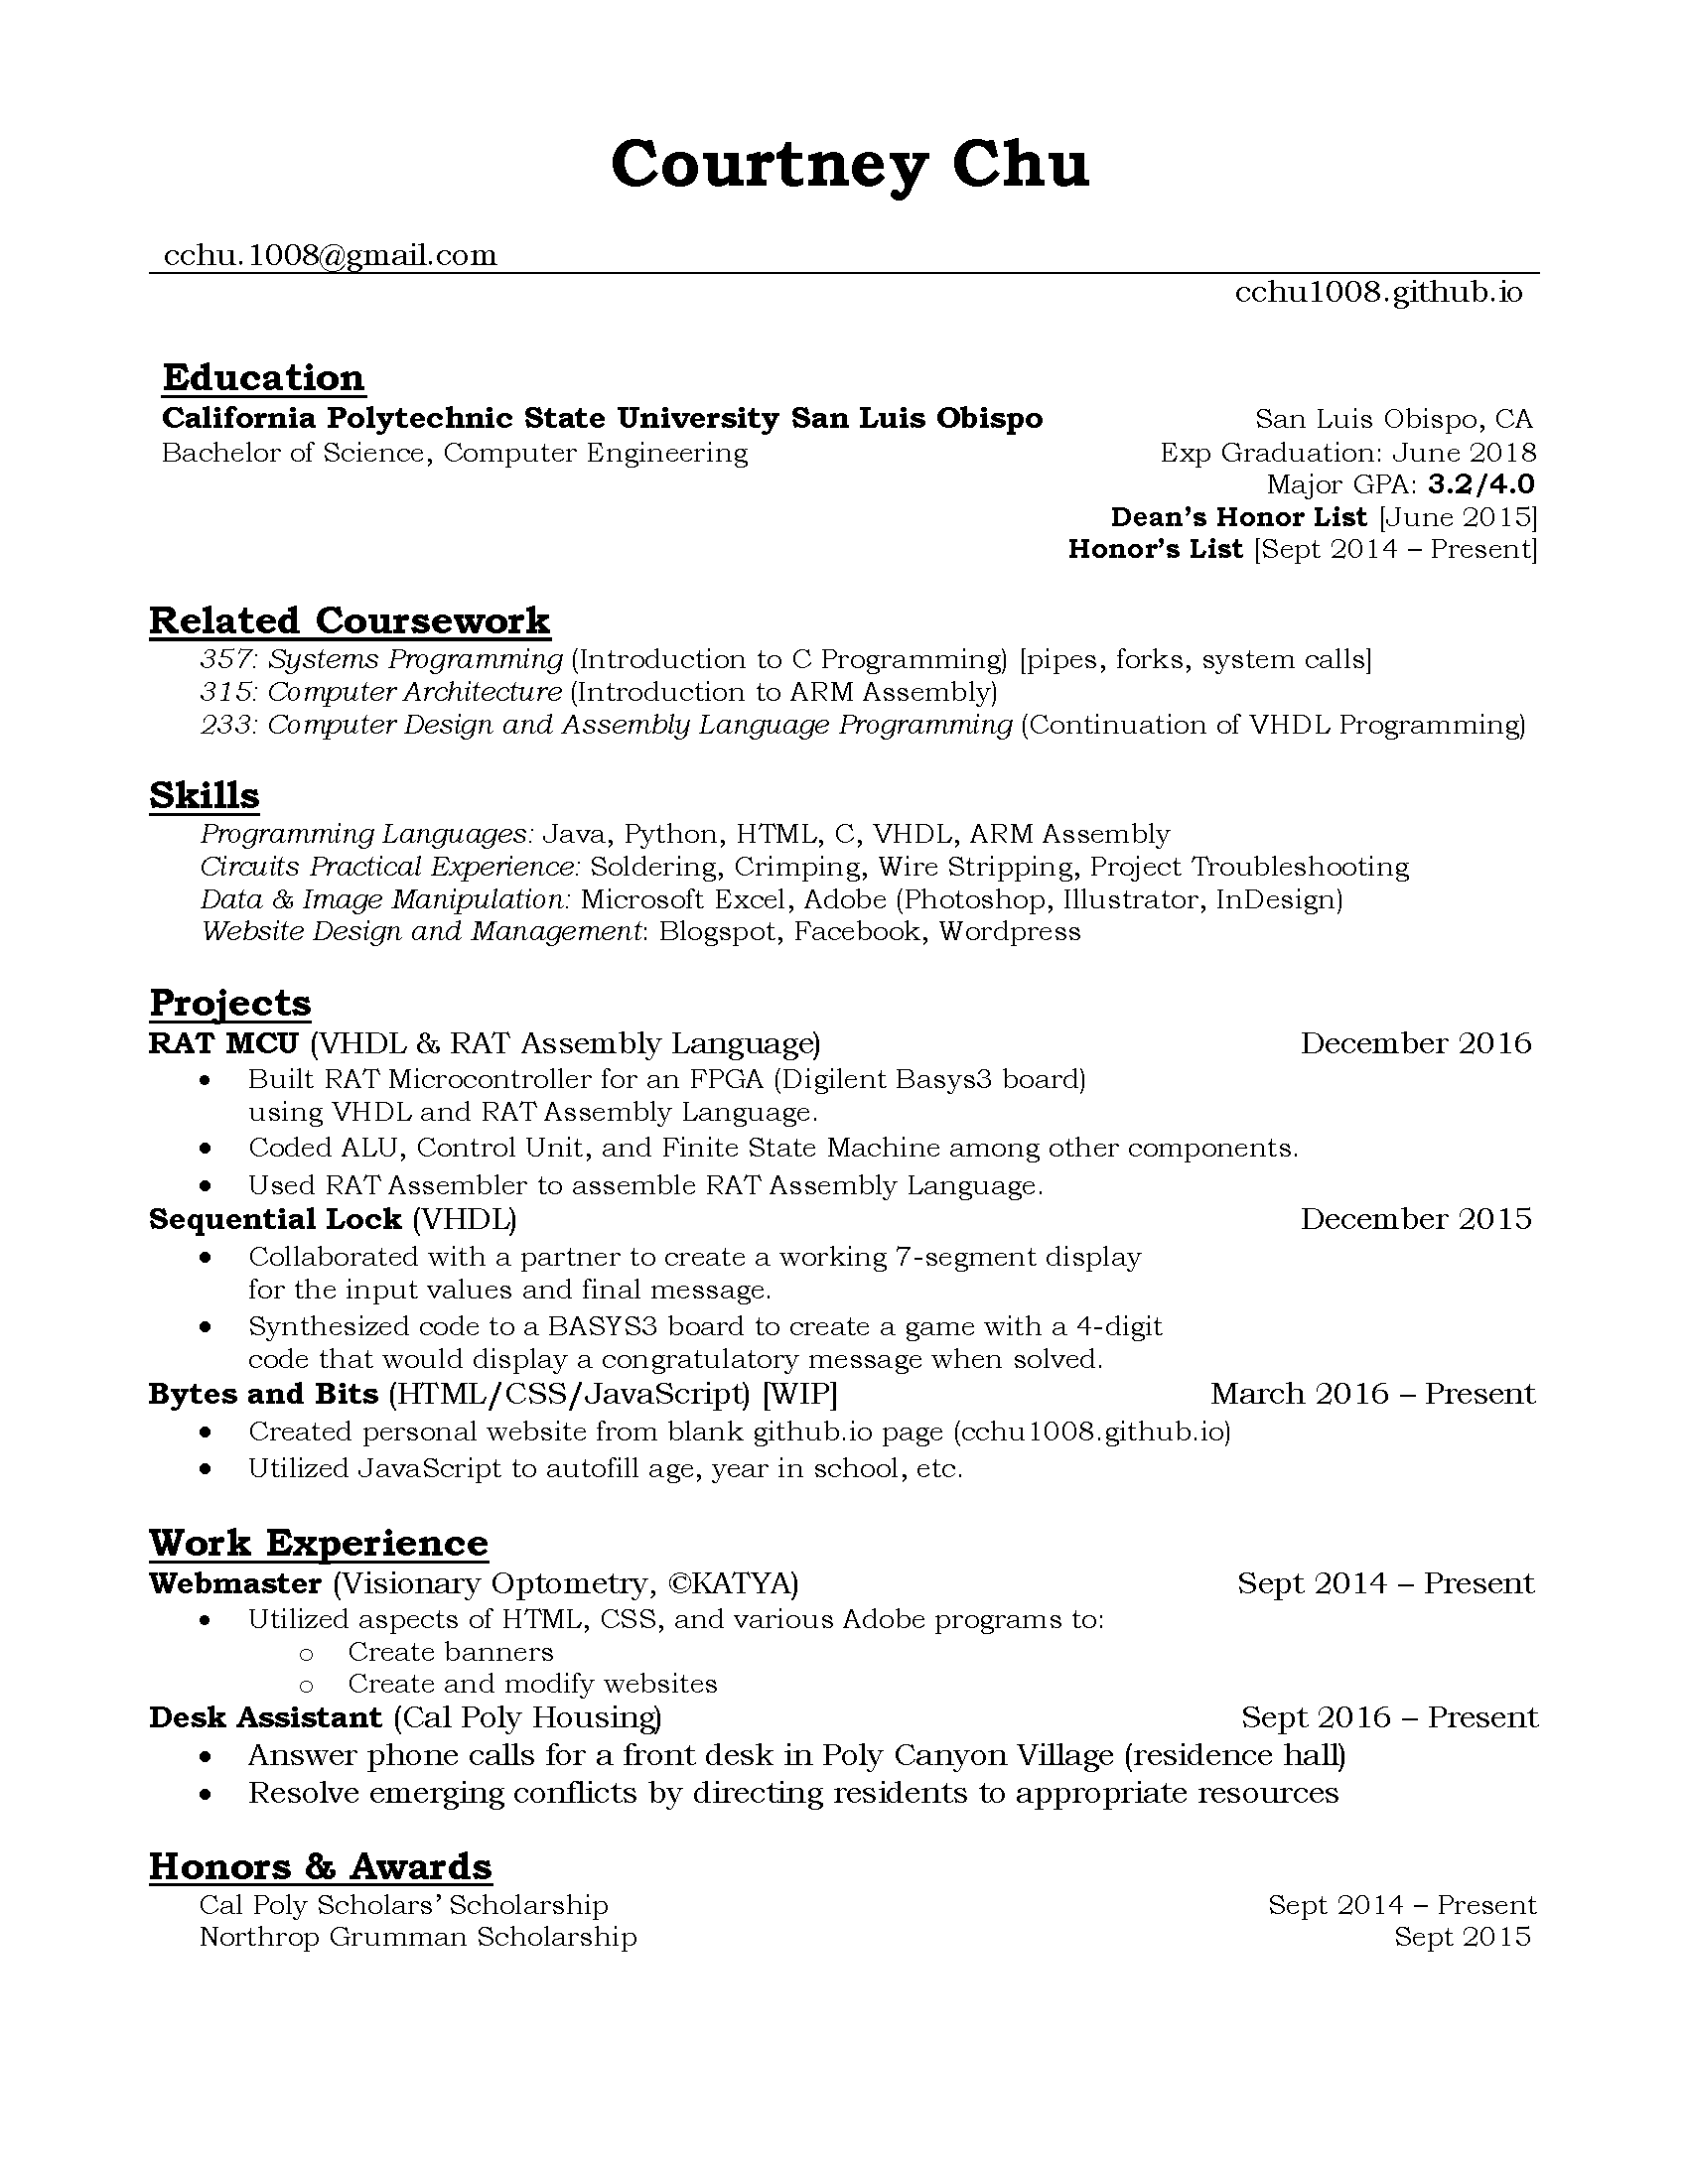 Courtney Chu
cchu.1008@gmail.com
cchu1008.github.io
Education
California Polytechnic State University San Luis Obispo San Luis Obispo, CA
Bachelor of Science, Computer Engineering Exp Graduation: June 2018
Major GPA: 3.2/4.0
Dean's Honor List [June 2015]
Honor's List [Sept 2014 – Present]
Related Coursework
357: Systems Programming (Introduction to C Programming) [pipes, forks, system calls]
315: Computer Architecture (Introduction to ARM Assembly)
233: Computer Design and Assembly Language Programming (Continuation of VHDL Programming)
Skills
Programming Languages: Java, Python, HTML, C, VHDL, ARM Assembly
Circuits Practical Experience: Soldering, Crimping, Wire Stripping, Project Troubleshooting
Data & Image Manipulation: Microsoft Excel, Adobe (Photoshop, Illustrator, InDesign)
Website Design and Management: Blogspot, Facebook, Wordpress
Projects
RAT MCU (VHDL & RAT Assembly Language) December 2016
• Built RAT Microcontroller for an FPGA (Digilent Basys3 board)
using VHDL and RAT Assembly Language.
• Coded ALU, Control Unit, and Finite State Machine among other components.
• Used RAT Assembler to assemble RAT Assembly Language.
Sequential Lock (VHDL) December 2015
• Collaborated with a partner to create a working 7-segment display
for the input values and final message.
• Synthesized code to a BASYS3 board to create a game with a 4-digit
code that would display a congratulatory message when solved.
Bytes and Bits (HTML/CSS/JavaScript) [WIP] March 2016 – Present
• Created personal website from blank github.io page (cchu1008.github.io)
• Utilized JavaScript to autofill age, year in school, etc.
Work Experience
Webmaster (Visionary Optometry, ©KATYA) Sept 2014 – Present
• Utilized aspects of HTML, CSS, and various Adobe programs to:
o Create banners
o Create and modify websites
Desk Assistant (Cal Poly Housing) Sept 2016 – Present
• Answer phone calls for a front desk in Poly Canyon Village (residence hall)
• Resolve emerging conflicts by directing residents to appropriate resources
Honors & Awards
Cal Poly Scholars' Scholarship Sept 2014 – Present
Northrop Grumman Scholarship Sept 2015